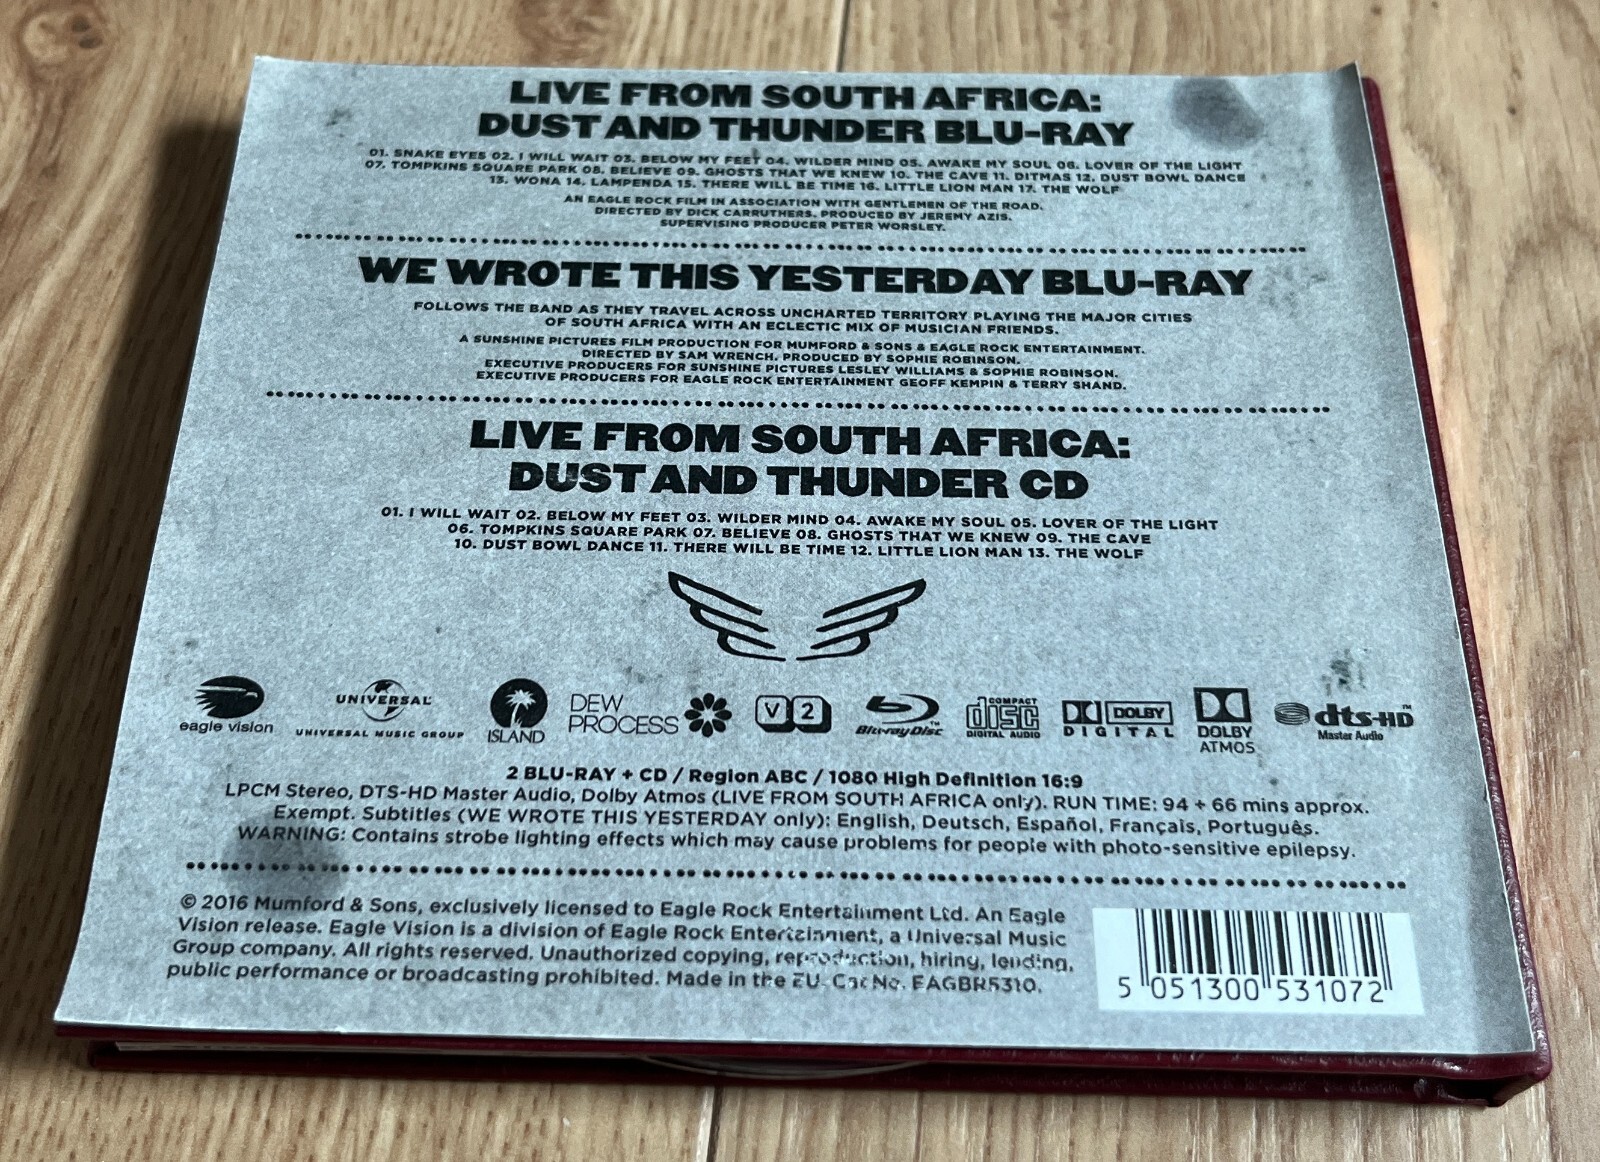 LIVE FROM SOUTH AFRICA:
DUST AND THUNDER BLU-RAY
01. SNAKE EYES 02. I WILL WAIT 03. BELOW MY FEET 04. WILDER MIND 05. AWAKE MY SOUL 06. LOVER OF THE LIGHT
07. TOMPKINS SQUARE PARK 08. BELIEVE 09. GHOSTS THAT WE KNEW 10. THE CAVE 11. DITMAS 12. DUST BOWL DANCE
13. WONA 14. LAMPENDA 15. THERE WILL BE TIME 16. LITTLE LION MAN 17. THE WOLF
AN EAGLE ROCK FILM IN ASSOCIATION WITH GENTLEMEN OF THE ROAD.
DIRECTED BY DICK CARRUTHERS. PRODUCED BY JEREMY AZIS.
SUPERVISING PRODUCER PETER WORSLEY.
WE WROTE THIS YESTERDAY BLU-RAY
FOLLOWS THE BAND AS THEY TRAVEL ACROSS UNCHARTED TERRITORY PLAYING THE MAJOR CITIES
OF SOUTH AFRICA WITH AN ECLECTIC MIX OF MUSICIAN FRIENDS.
A SUNSHINE PICTURES FILM PRODUCTION FOR MUMFORD & SONS & EAGLE ROCK ENTERTAINMENT.
DIRECTED BY SAM WRENCH. PRODUCED BY SOPHIE ROBINSON.
EXECUTIVE PRODUCERS FOR SUNSHINE PICTURES LESLEY WILLIAMS & SOPHIE ROBINSON.
EXECUTIVE PRODUCERS FOR EAGLE ROCK ENTERTAINMENT GEOFF KEMPIN & TERRY SHAND.
LIVE FROM SOUTH AFRICA:
DUST AND THUNDER CD
01. I WILL WAIT 02. BELOW MY FEET 03. WILDER MIND 04. AWAKE MY SOUL 05. LOVER OF THE LIGHT
06. TOMPKINS SQUARE PARK 07. BELIEVE 08. GHOSTS THAT WE KNEW 09. THE CAVE
10. DUST BOWL DANCE 11. THERE WILL BE TIME 12. LITTLE LION MAN 13. THE WOLF
eagle vision
UNIVERSAL
UNIVERSAL MUSIC GROUP
ISLAND
DEW
PROCESS
V2
Blu-ray Disc™
COMPACT
disc
DIGITAL AUDIO
DOLBY
DIGITAL
DOLBY
ATMOS
dts-HD™
Master Audio
2 BLU-RAY + CD / Region ABC / 1080 High Definition 16:9
LPCM Stereo, DTS-HD Master Audio, Dolby Atmos (LIVE FROM SOUTH AFRICA only). RUN TIME: 94 + 66 mins approx.
Exempt. Subtitles (WE WROTE THIS YESTERDAY only): English, Deutsch, Español, Français, Português.
WARNING: Contains strobe lighting effects which may cause problems for people with photo-sensitive epilepsy.
© 2016 Mumford & Sons, exclusively licensed to Eagle Rock Entertainment Ltd. An Eagle
Vision release. Eagle Vision is a division of Eagle Rock Entertainment, a Universal Music
Group company. All rights reserved. Unauthorized copying, reproduction, hiring, lending,
public performance or broadcasting prohibited. Made in the EU. Cat No. EAGBR5310.
5 051300 531072